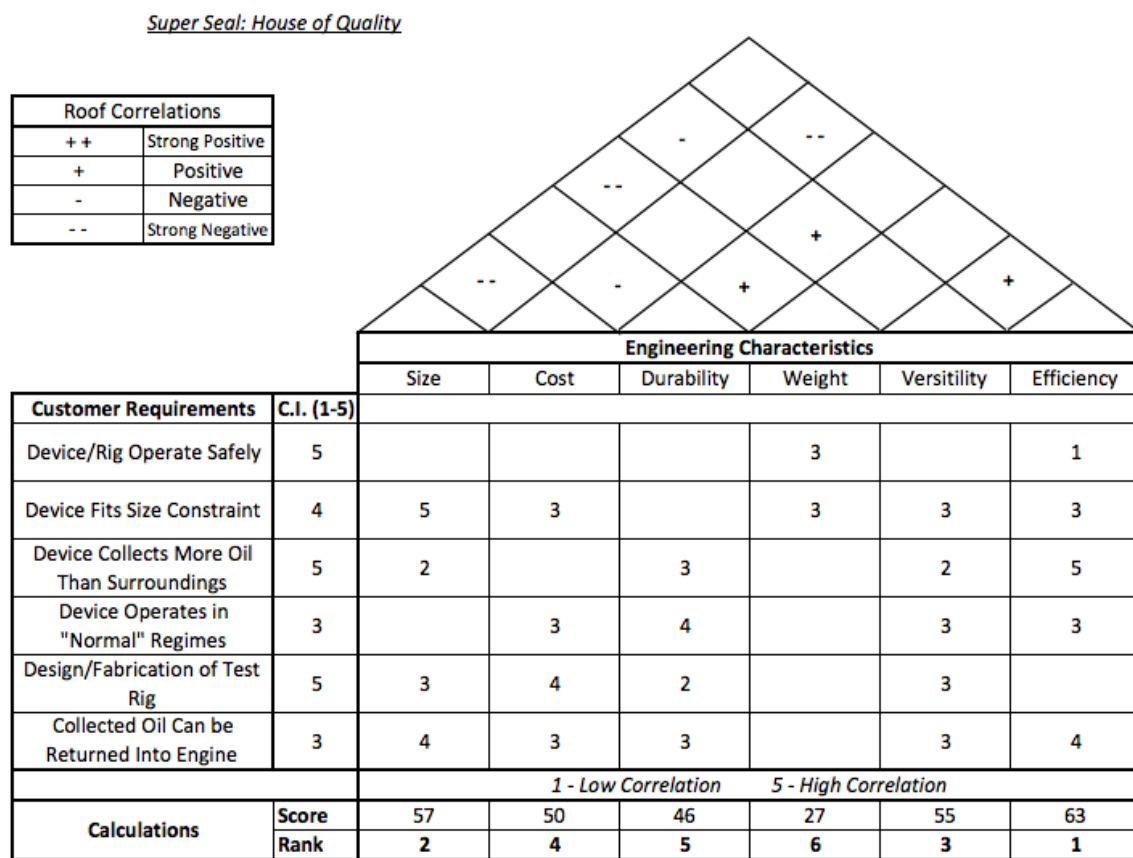 Super Seal: House of Quality
Roof Correlations
+ + Strong Positive
+ Positive
- Negative
- - Strong Negative
- - -
- -
+
- - - + +
Engineering Characteristics
Size Cost Durability Weight Versitility Efficiency
Customer Requirements C.I. (1-5)
Device/Rig Operate Safely 5 3 1
Device Fits Size Constraint 4 5 3 3 3 3
Device Collects More Oil
Than Surroundings 5 2 3 2 5
Device Operates in
"Normal" Regimes 3 3 4 3 3
Design/Fabrication of Test
Rig 5 3 4 2 3
Collected Oil Can be
Returned Into Engine 3 4 3 3 3 4
1 - Low Correlation 5 - High Correlation
Calculations
Score 57 50 46 27 55 63
Rank 2 4 5 6 3 1